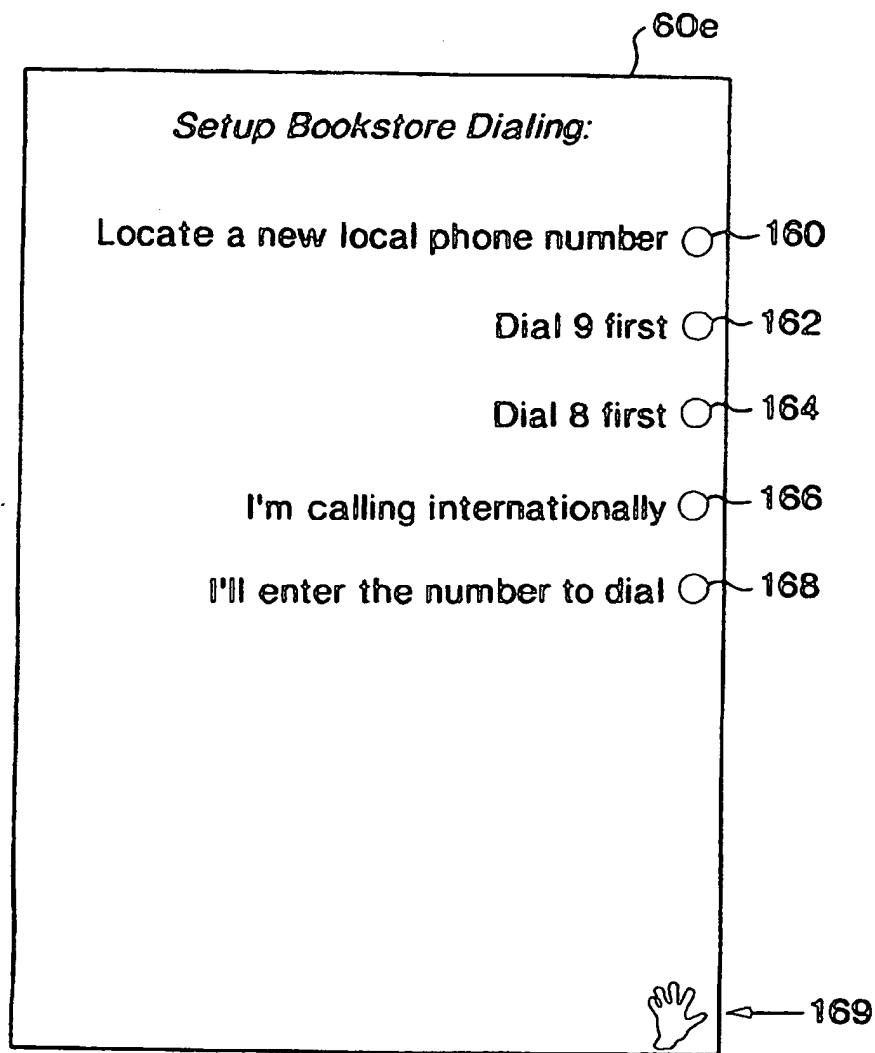 60e
Setup Bookstore Dialing:
Locate a new local phone number 160
Dial 9 first 162
Dial 8 first 164
I'm calling internationally 166
I'll enter the number to dial 168
169